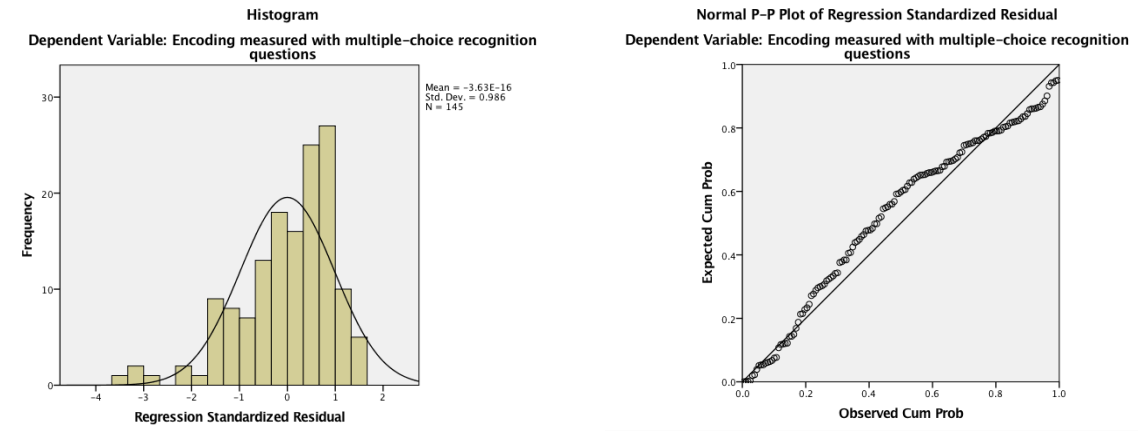 Histogram
Dependent Variable: Encoding measured with multiple-choice recognition
questions
Mean = -3.63E-16
Std. Dev. = 0.986
N = 145
Frequency
30
20
10
0
-4 -3 -2 -1 0 1 2
Regression Standardized Residual
Normal P-P Plot of Regression Standardized Residual
Dependent Variable: Encoding measured with multiple-choice recognition
questions
Expected Cum Prob
1.0
0.8
0.6
0.4
0.2
0.0
0.0 0.2 0.4 0.6 0.8 1.0
Observed Cum Prob